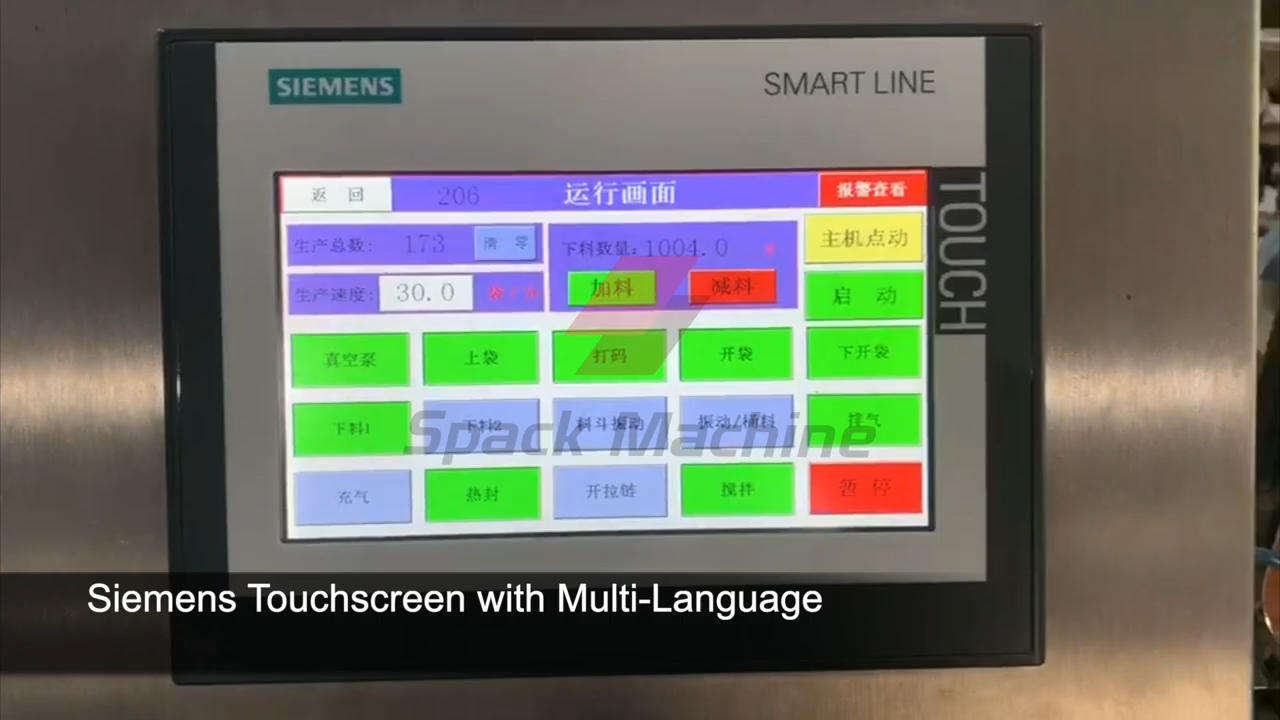 SIEMENS
SMART LINE
TOUCH
返 回 206 运行画面 报警查看
生产总数: 173 清 零
下料数量: 1004.0
主机点动
生产速度: 30.0
加料 减料
启 动
真空泵 上袋 打码 开袋 下开袋
下料1 下料2 料斗振动 振动/桶料 排气
充气 热封 开拉链 搅拌 暂 停
Spack Machine
Siemens Touchscreen with Multi-Language